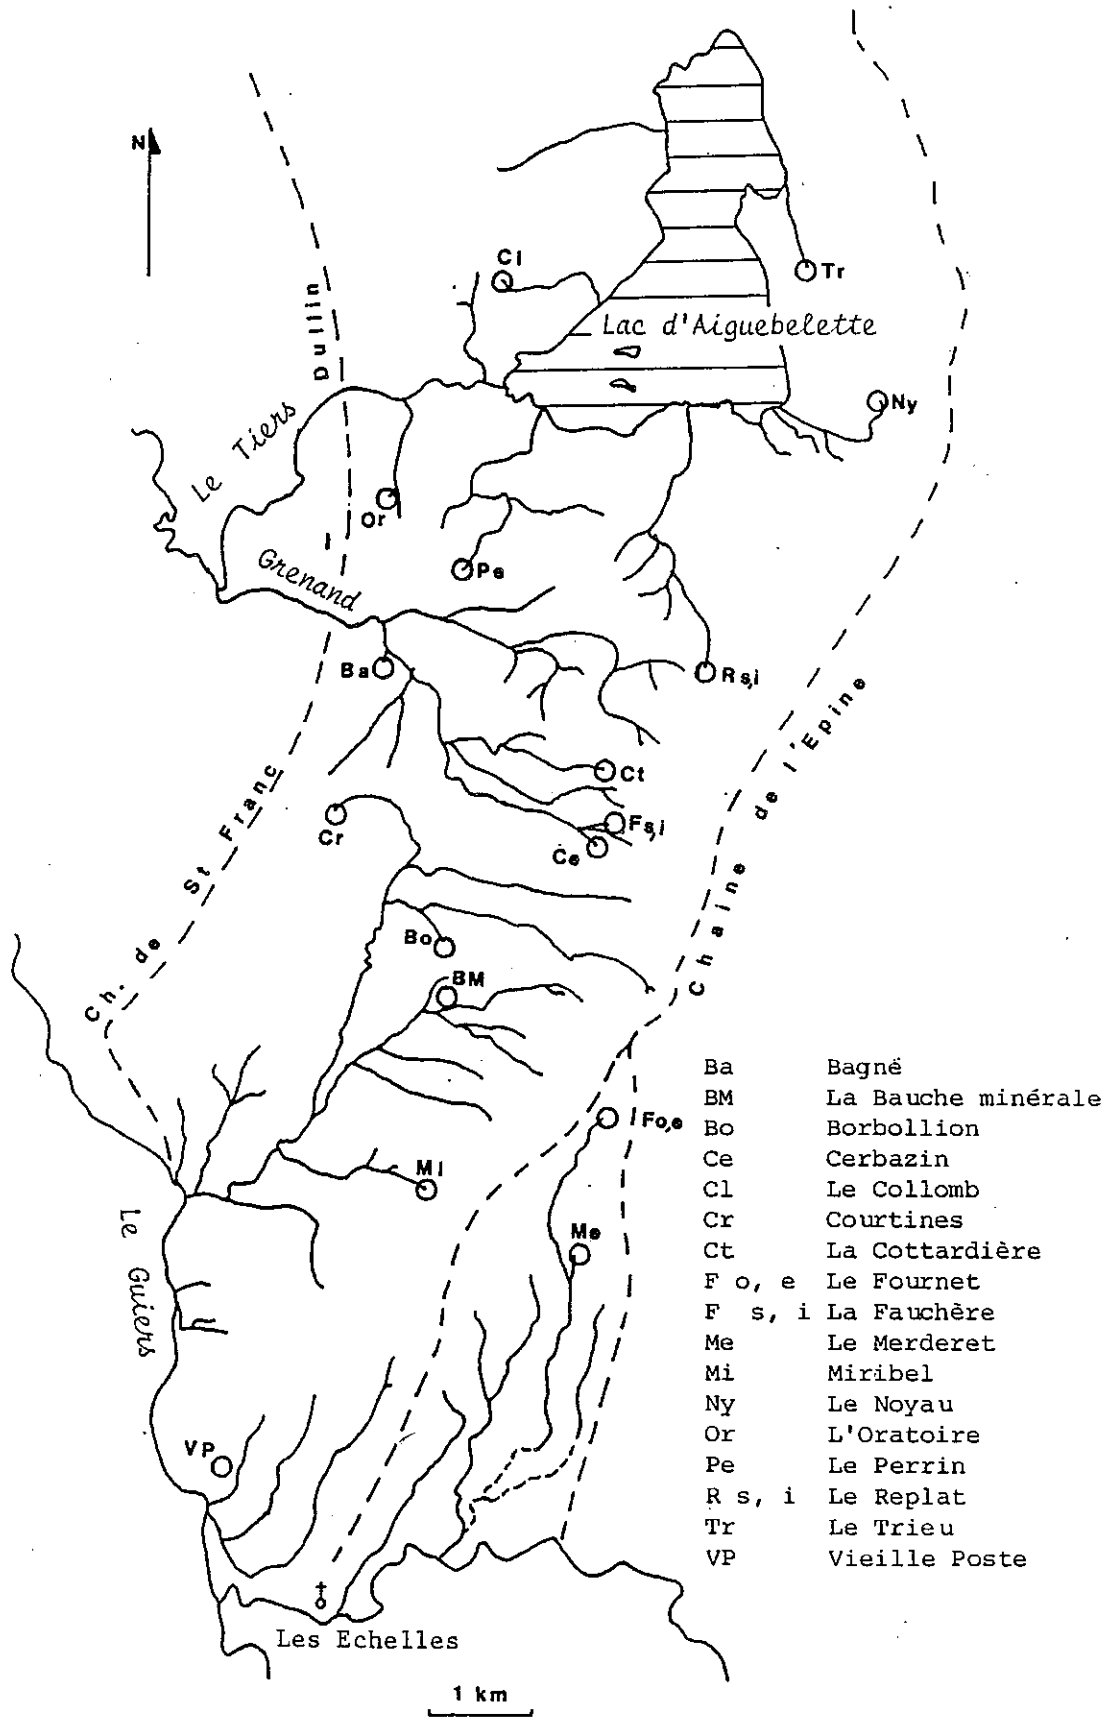 N
Cl
Tr
Dullin
Lac d'Aiguebelette
Ny
Le Tiers
Or
Grenand
Pe
Ba
Rs,i
Ct
Ch. de St Franc
Chaine de l'Epine
Cr
Fs,i
Ce
Bo
BM
Fo,e
Mi
Me
Le Guiers
VP
Les Echelles
1 km
Ba Bagnë
BM La Bauche minérale
Bo Borbollion
Ce Cerbazin
Cl Le Collomb
Cr Courtines
Ct La Cottardière
F o, e Le Fournet
F s, i La Fauchère
Me Le Merderet
Mi Miribel
Ny Le Noyau
Or L'Oratoire
Pe Le Perrin
R s, i Le Replat
Tr Le Trieu
VP Vieille Poste